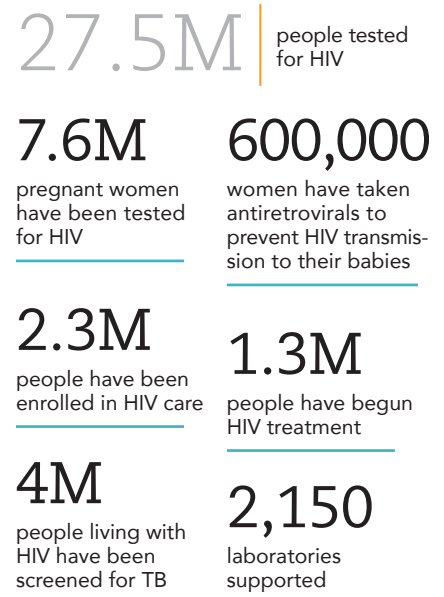 27.5M
people tested
for HIV
7.6M
pregnant women
have been tested
for HIV
600,000
women have taken
antiretrovirals to
prevent HIV transmis-
sion to their babies
2.3M
people have been
enrolled in HIV care
1.3M
people have begun
HIV treatment
4M
people living with
HIV have been
screened for TB
2,150
laboratories
supported